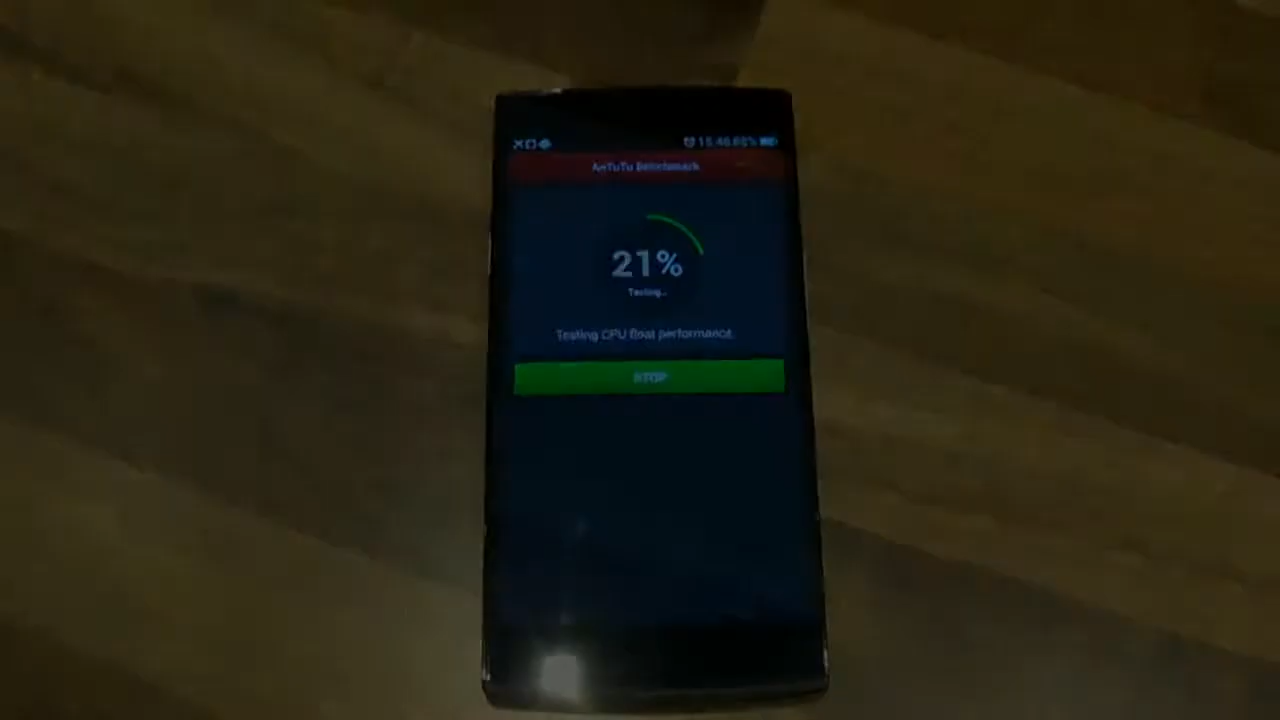 AnTuTu Benchmark
21%
Testing...
Testing CPU float performance.
STOP